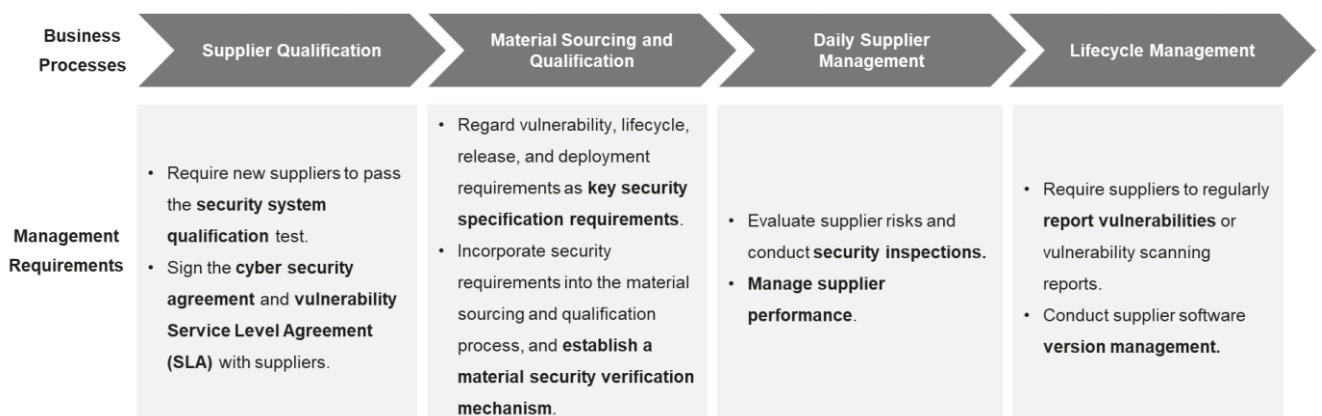 Business
Processes
Supplier Qualification
Material Sourcing and
Qualification
Daily Supplier
Management
Lifecycle Management
Management
Requirements
• Require new suppliers to pass
the security system
qualification test.
• Sign the cyber security
agreement and vulnerability
Service Level Agreement
(SLA) with suppliers.
• Regard vulnerability, lifecycle,
release, and deployment
requirements as key security
specification requirements.
• Incorporate security
requirements into the material
sourcing and qualification
process, and establish a
material security verification
mechanism.
• Evaluate supplier risks and
conduct security inspections.
• Manage supplier
performance.
• Require suppliers to regularly
report vulnerabilities or
vulnerability scanning
reports.
• Conduct supplier software
version management.